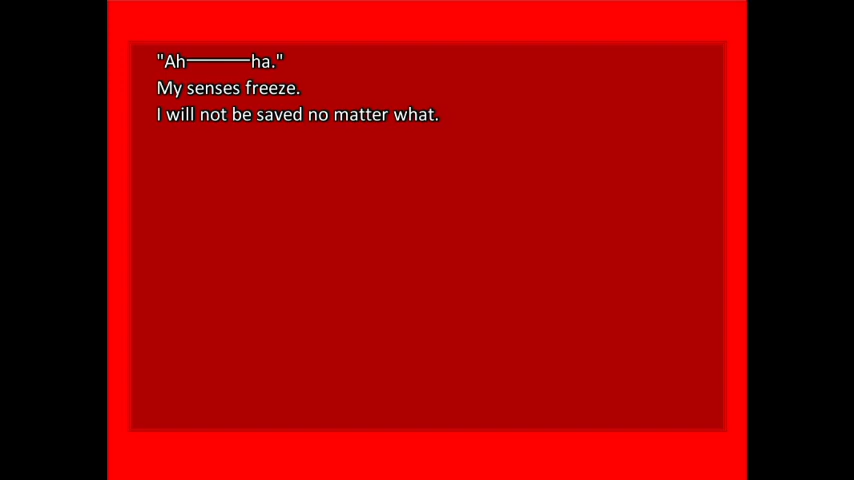 "Ah————ha."
My senses freeze.
I will not be saved no matter what.